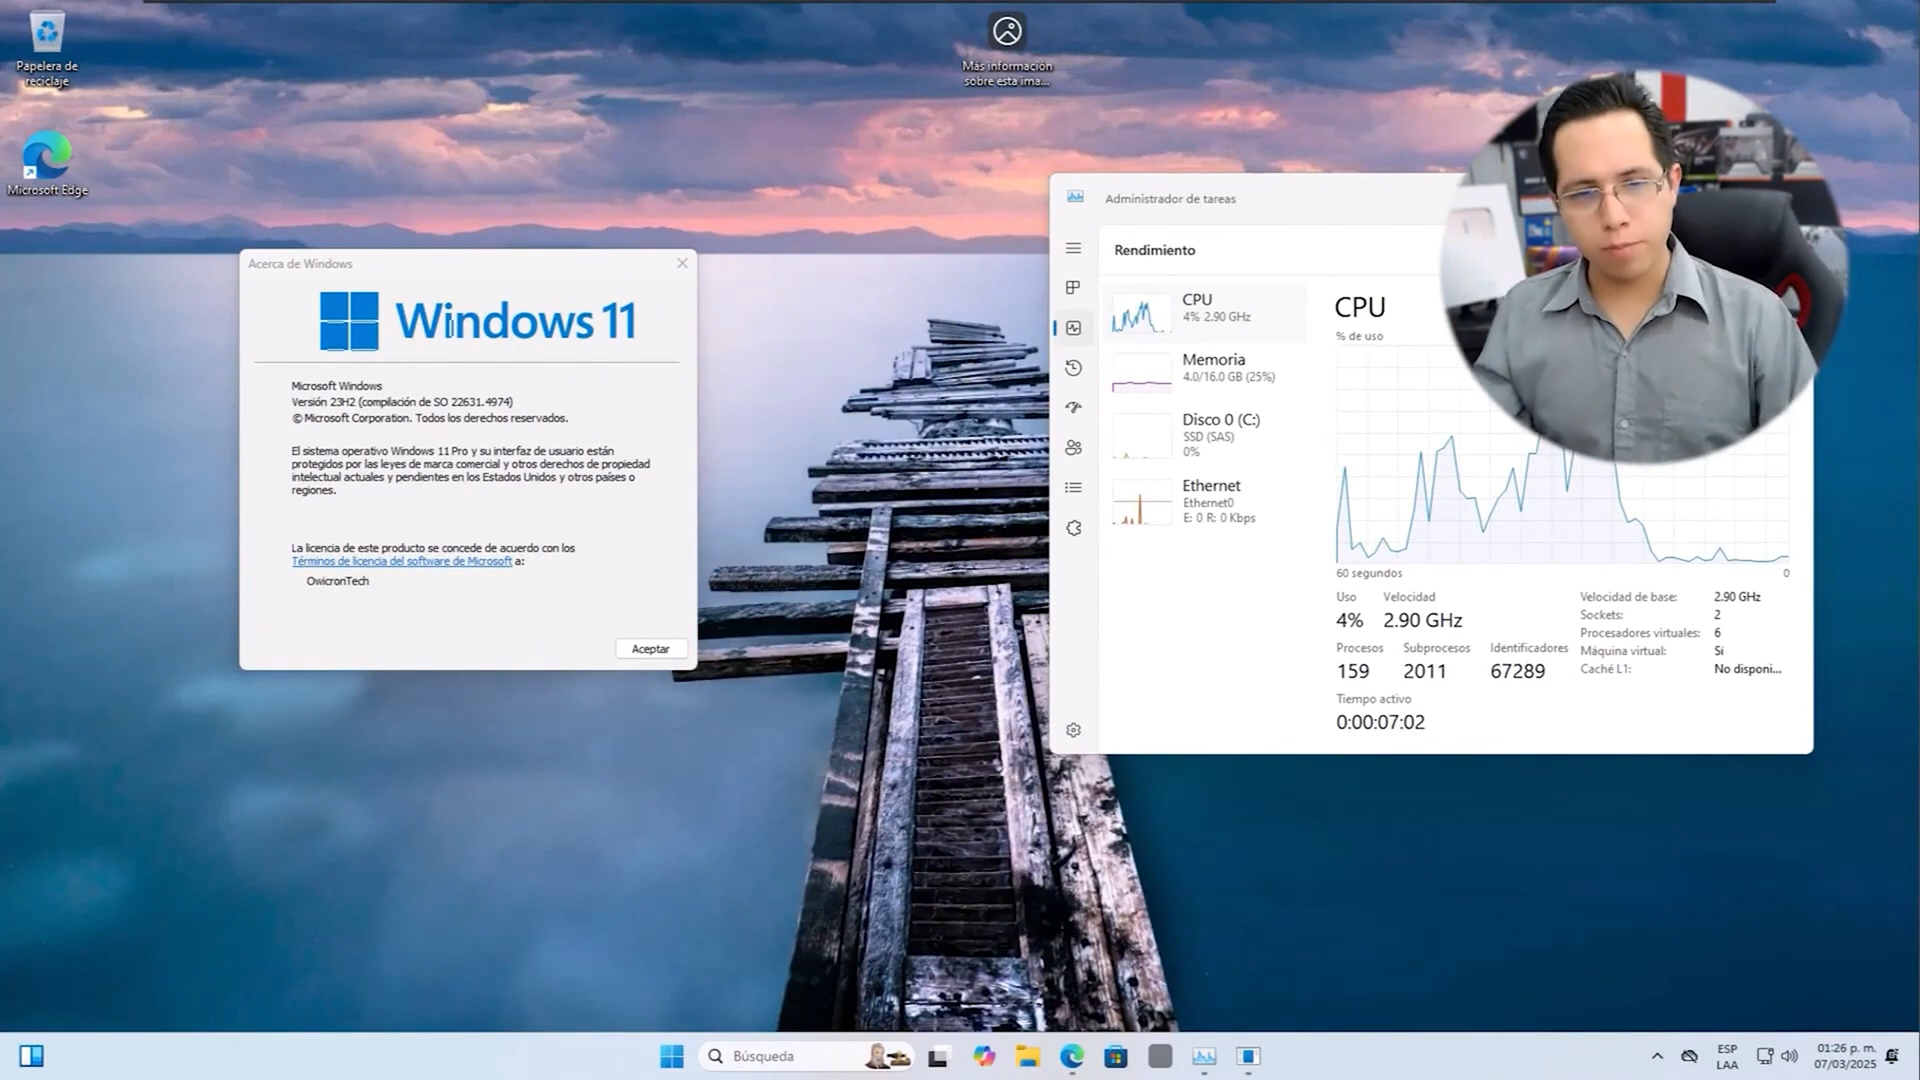 Papelera de
reciclaje
Más información
sobre esta ima...
Microsoft Edge
Acerca de Windows
Windows 11
Microsoft Windows
Versión 23H2 (compilación de SO 22631.4974)
© Microsoft Corporation. Todos los derechos reservados.
El sistema operativo Windows 11 Pro y su interfaz de usuario están
protegidos por las leyes de marca comercial y otros derechos de propiedad
intelectual actuales y pendientes en los Estados Unidos y otros países o
regiones.
La licencia de este producto se concede de acuerdo con los
Términos de licencia del software de Microsoft a:
OwicronTech
Aceptar
Administrador de tareas
Rendimiento
CPU
4% 2.90 GHz
Memoria
4.0/16.0 GB (25%)
Disco 0 (C:)
SSD (SAS)
0%
Ethernet
Ethernet0
E: 0 R: 0 Kbps
CPU
% de uso
60 segundos 0
Uso Velocidad
4% 2.90 GHz
Procesos Subprocesos Identificadores
159 2011 67289
Tiempo activo
0:00:07:02
Velocidad de base: 2.90 GHz
Sockets: 2
Procesadores virtuales: 6
Máquina virtual: Sí
Caché L1: No disponi...
Búsqueda
ESP
LAA
01:26 p. m.
07/03/2025